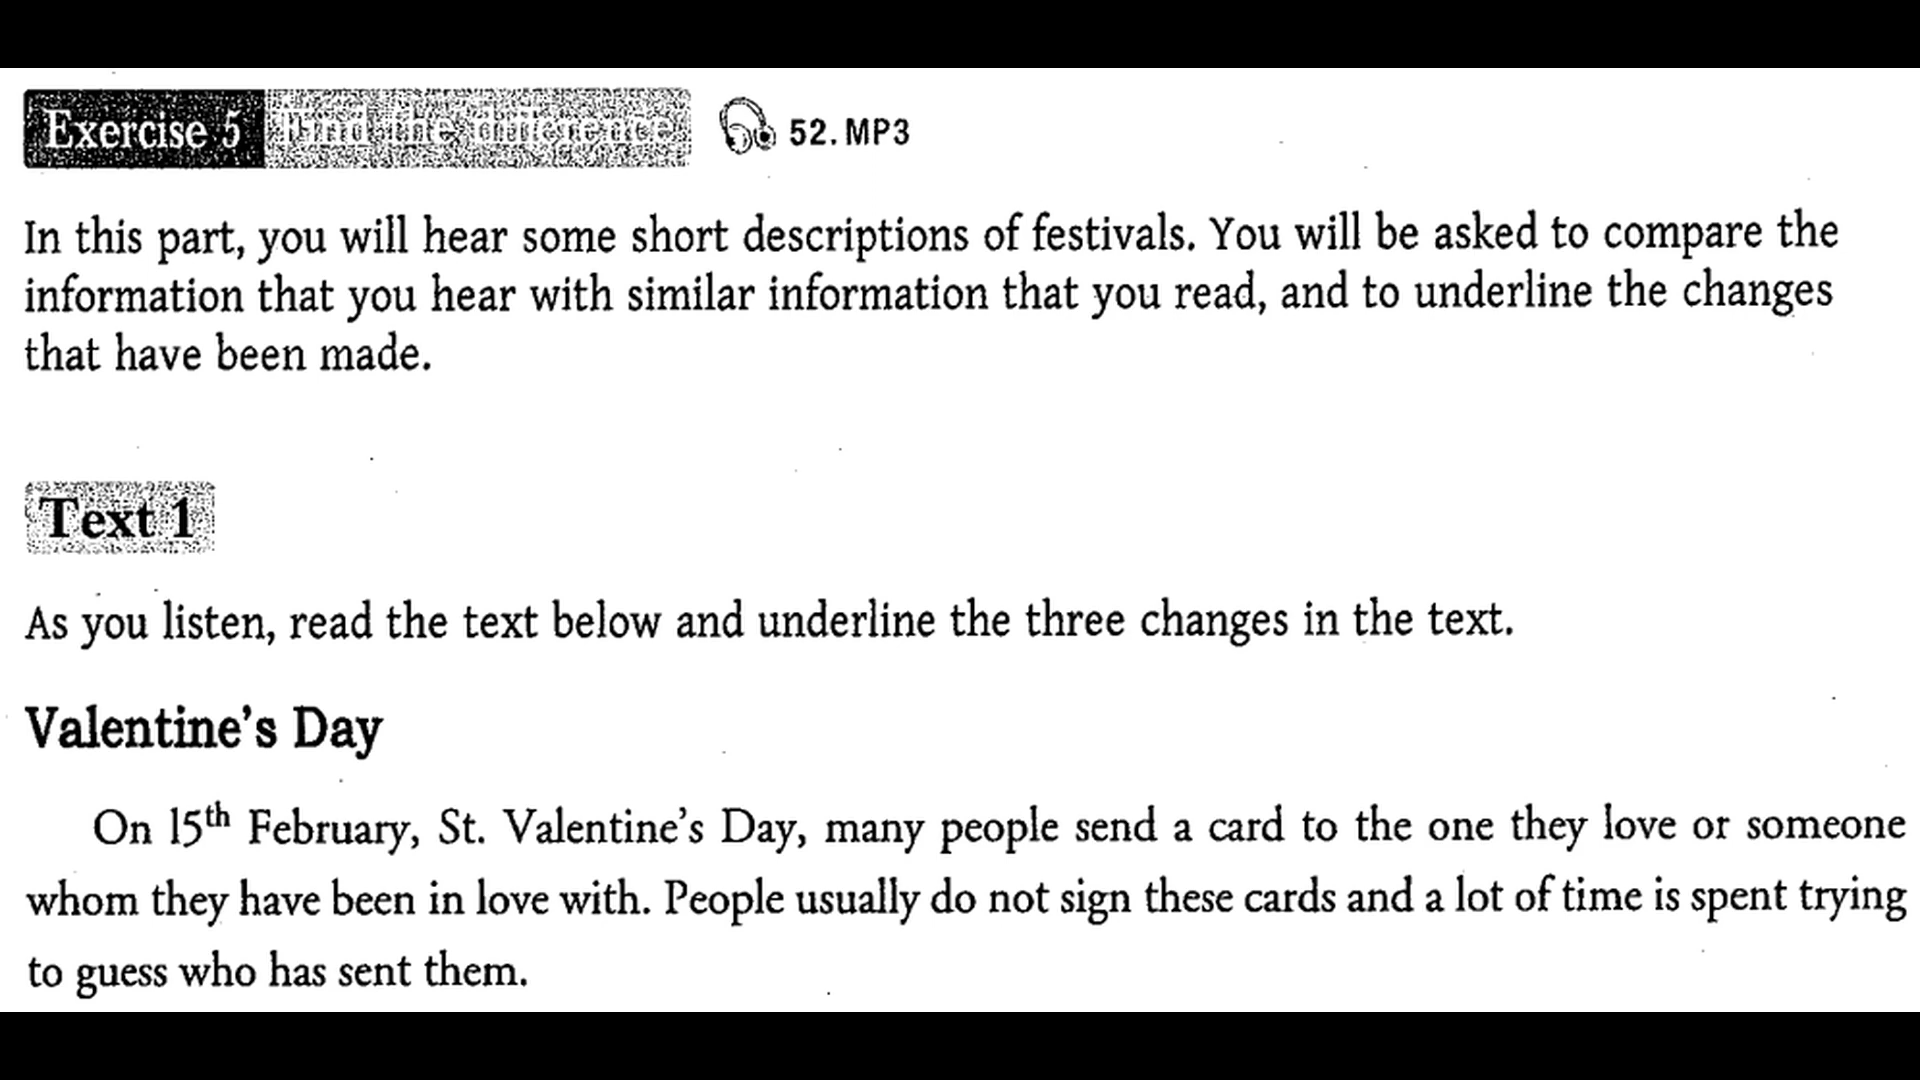 Exercise 5 Find the difference 52.MP3
In this part, you will hear some short descriptions of festivals. You will be asked to compare the
information that you hear with similar information that you read, and to underline the changes
that have been made.
Text 1
As you listen, read the text below and underline the three changes in the text.
Valentine's Day
On 15th February, St. Valentine's Day, many people send a card to the one they love or someone
whom they have been in love with. People usually do not sign these cards and a lot of time is spent trying
to guess who has sent them.